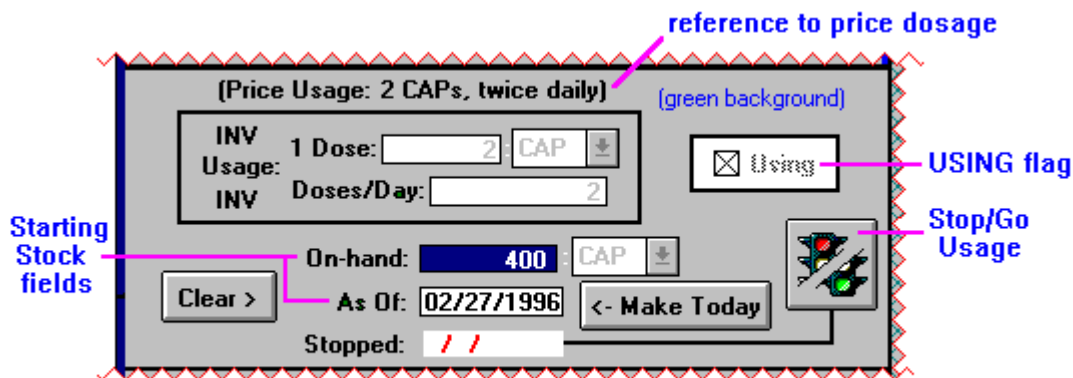 reference to price dosage
(Price Usage: 2 CAPs, twice daily)
(green background)
INV
Usage:
INV
1 Dose: 2 : CAP
Doses/Day: 2
Using
USING flag
Starting
Stock
fields
Stop/Go
Usage
On-hand: 400 : CAP
Clear >
As Of: 02/27/1996
<- Make Today
Stopped: / /